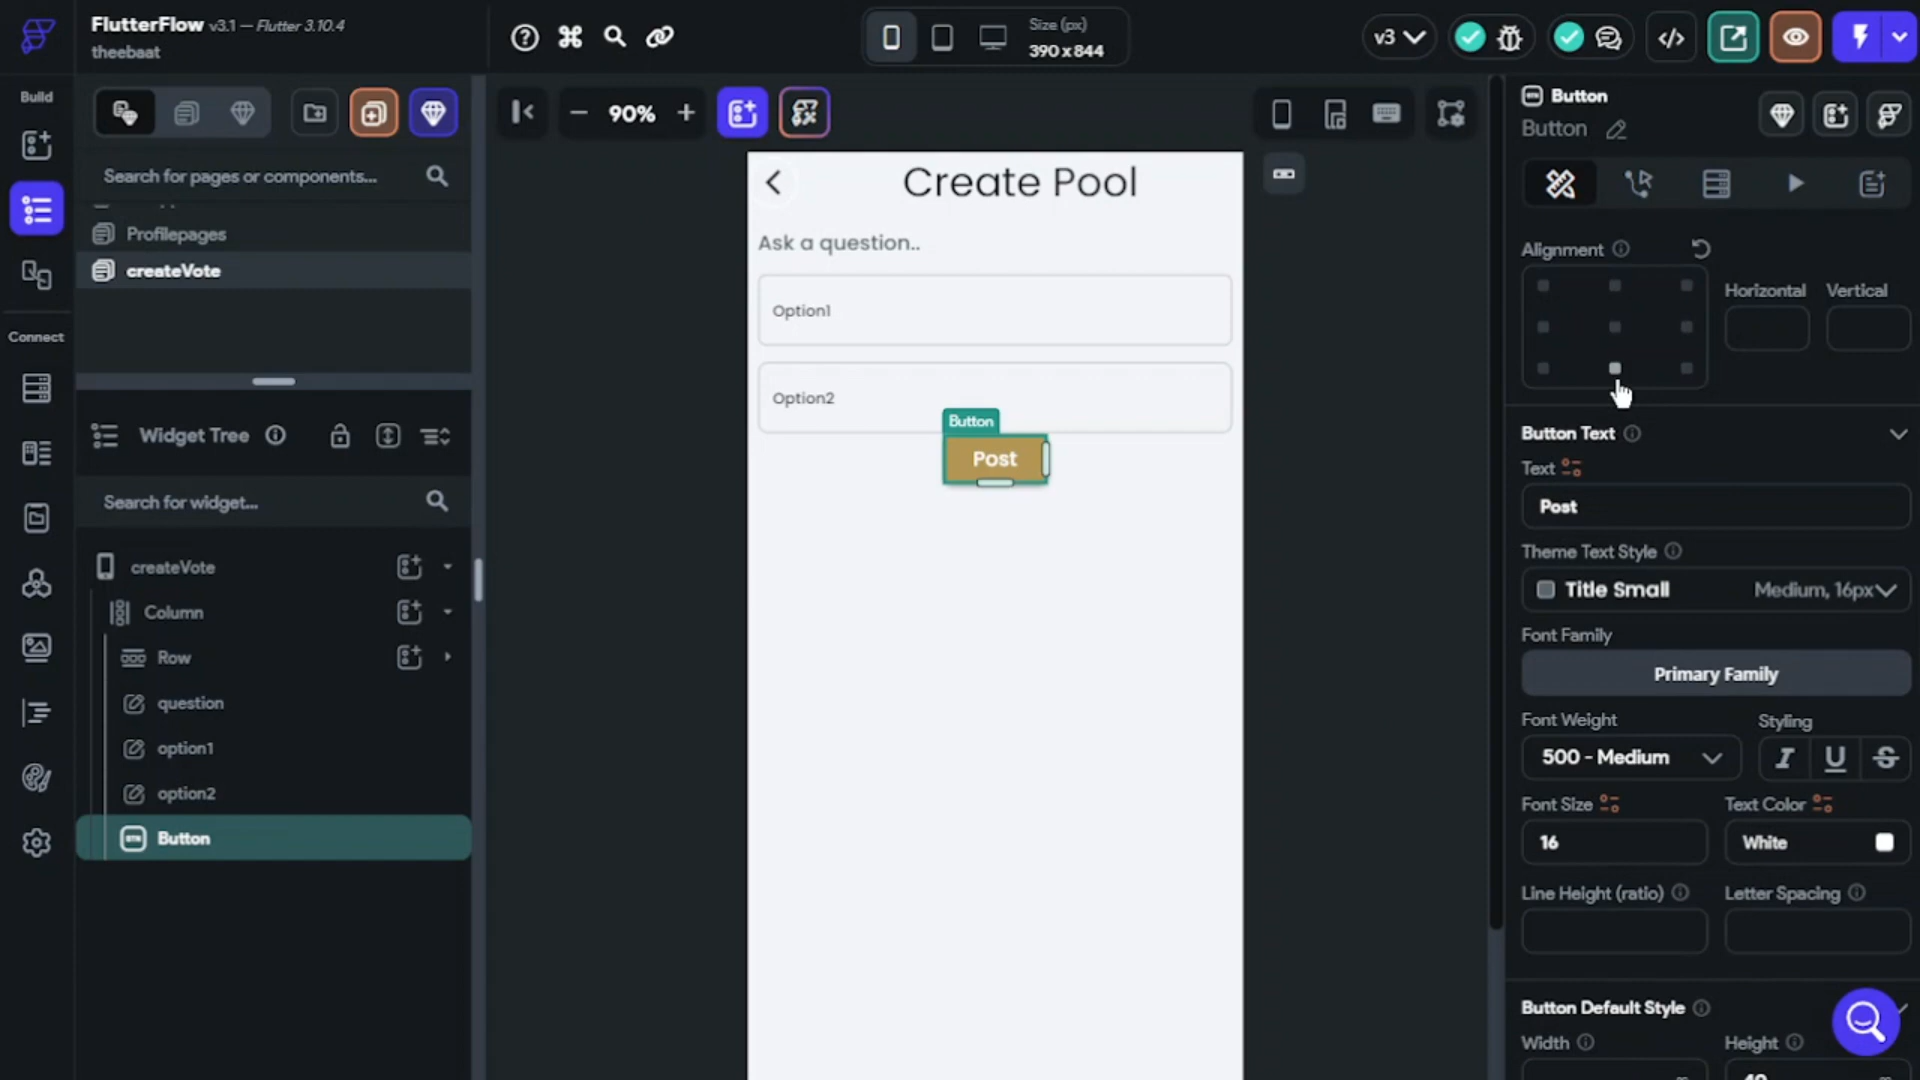 FlutterFlow v3.1 — Flutter 3.10.4
theebaat
Size (px)
390 x 844
v3
Build
Connect
Search for pages or components...
Profilepages
createVote
Widget Tree
Search for widget...
createVote
Column
Row
question
option1
option2
Button
90%
Create Pool
Ask a question..
Option1
Option2
Button
Post
Button
Button
Alignment
Horizontal
Vertical
Button Text
Text
Post
Theme Text Style
Title Small
Medium, 16px
Font Family
Primary Family
Font Weight
Styling
500 - Medium
Font Size
Text Color
16
White
Line Height (ratio)
Letter Spacing
Button Default Style
Width
Height